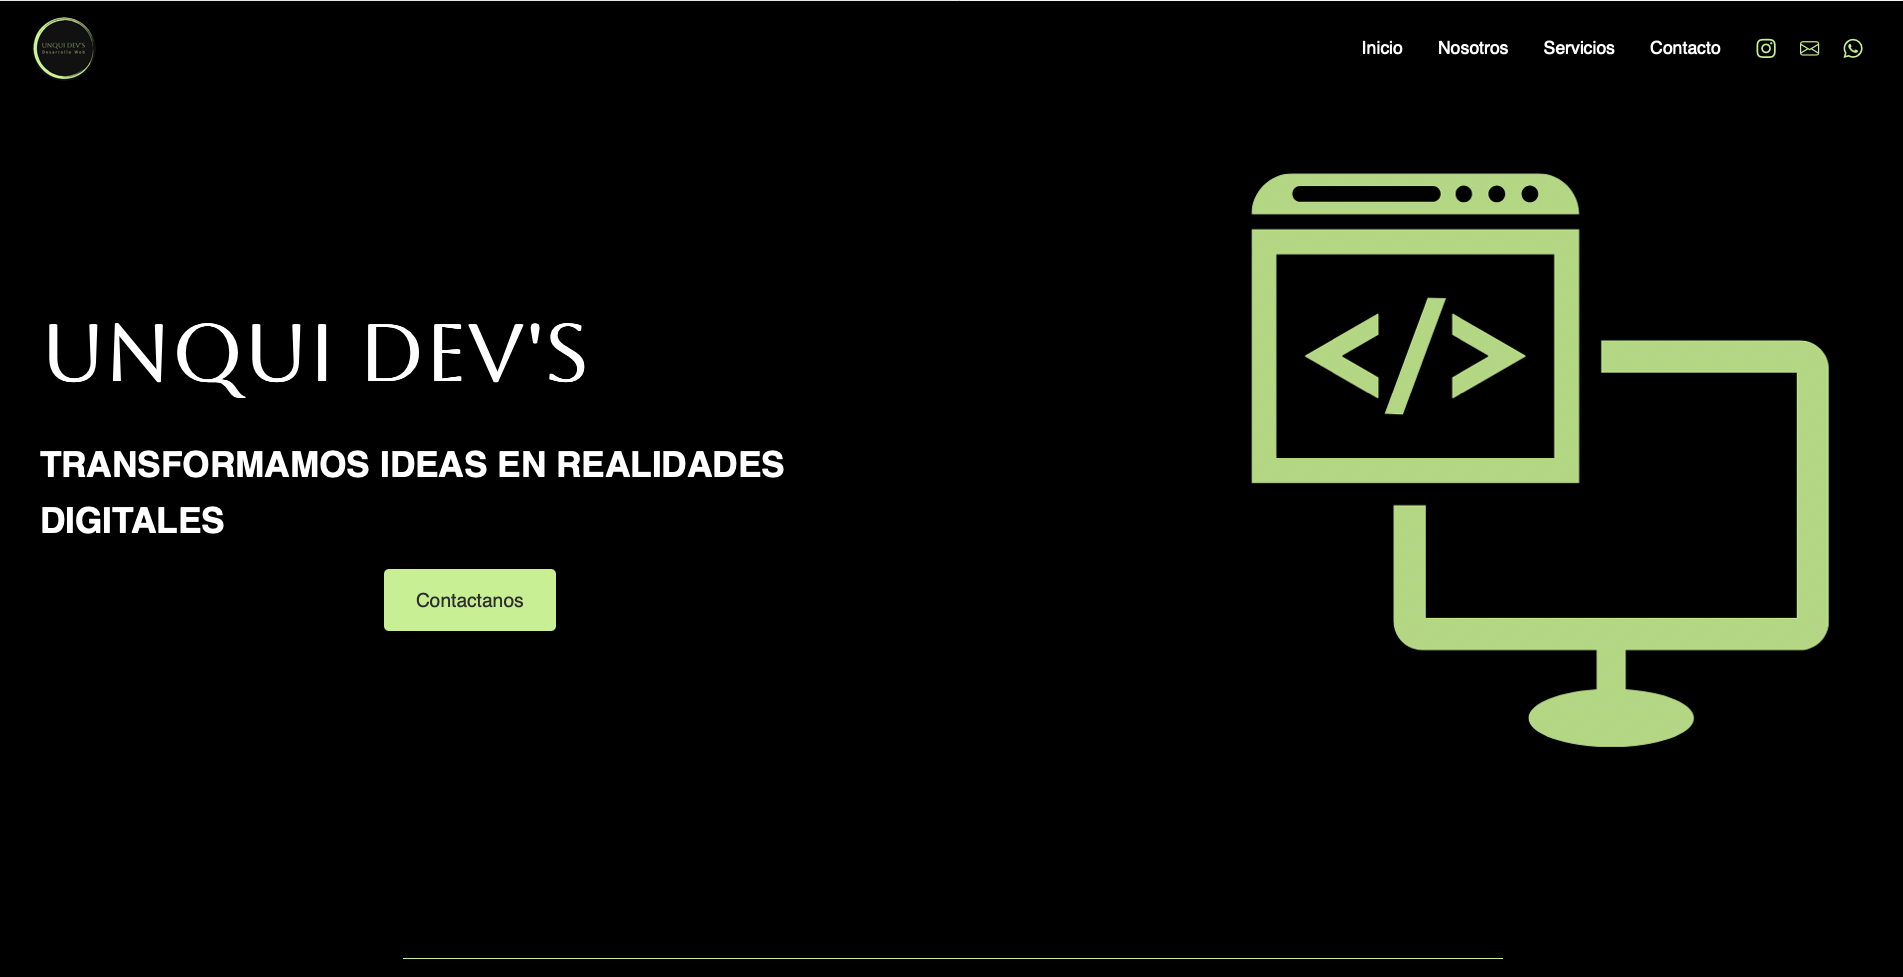 UNQUI DEV'S
Desarrollo Web
Inicio
Nosotros
Servicios
Contacto
UNQUI DEV'S
TRANSFORMAMOS IDEAS EN REALIDADES
DIGITALES
Contactanos
</>